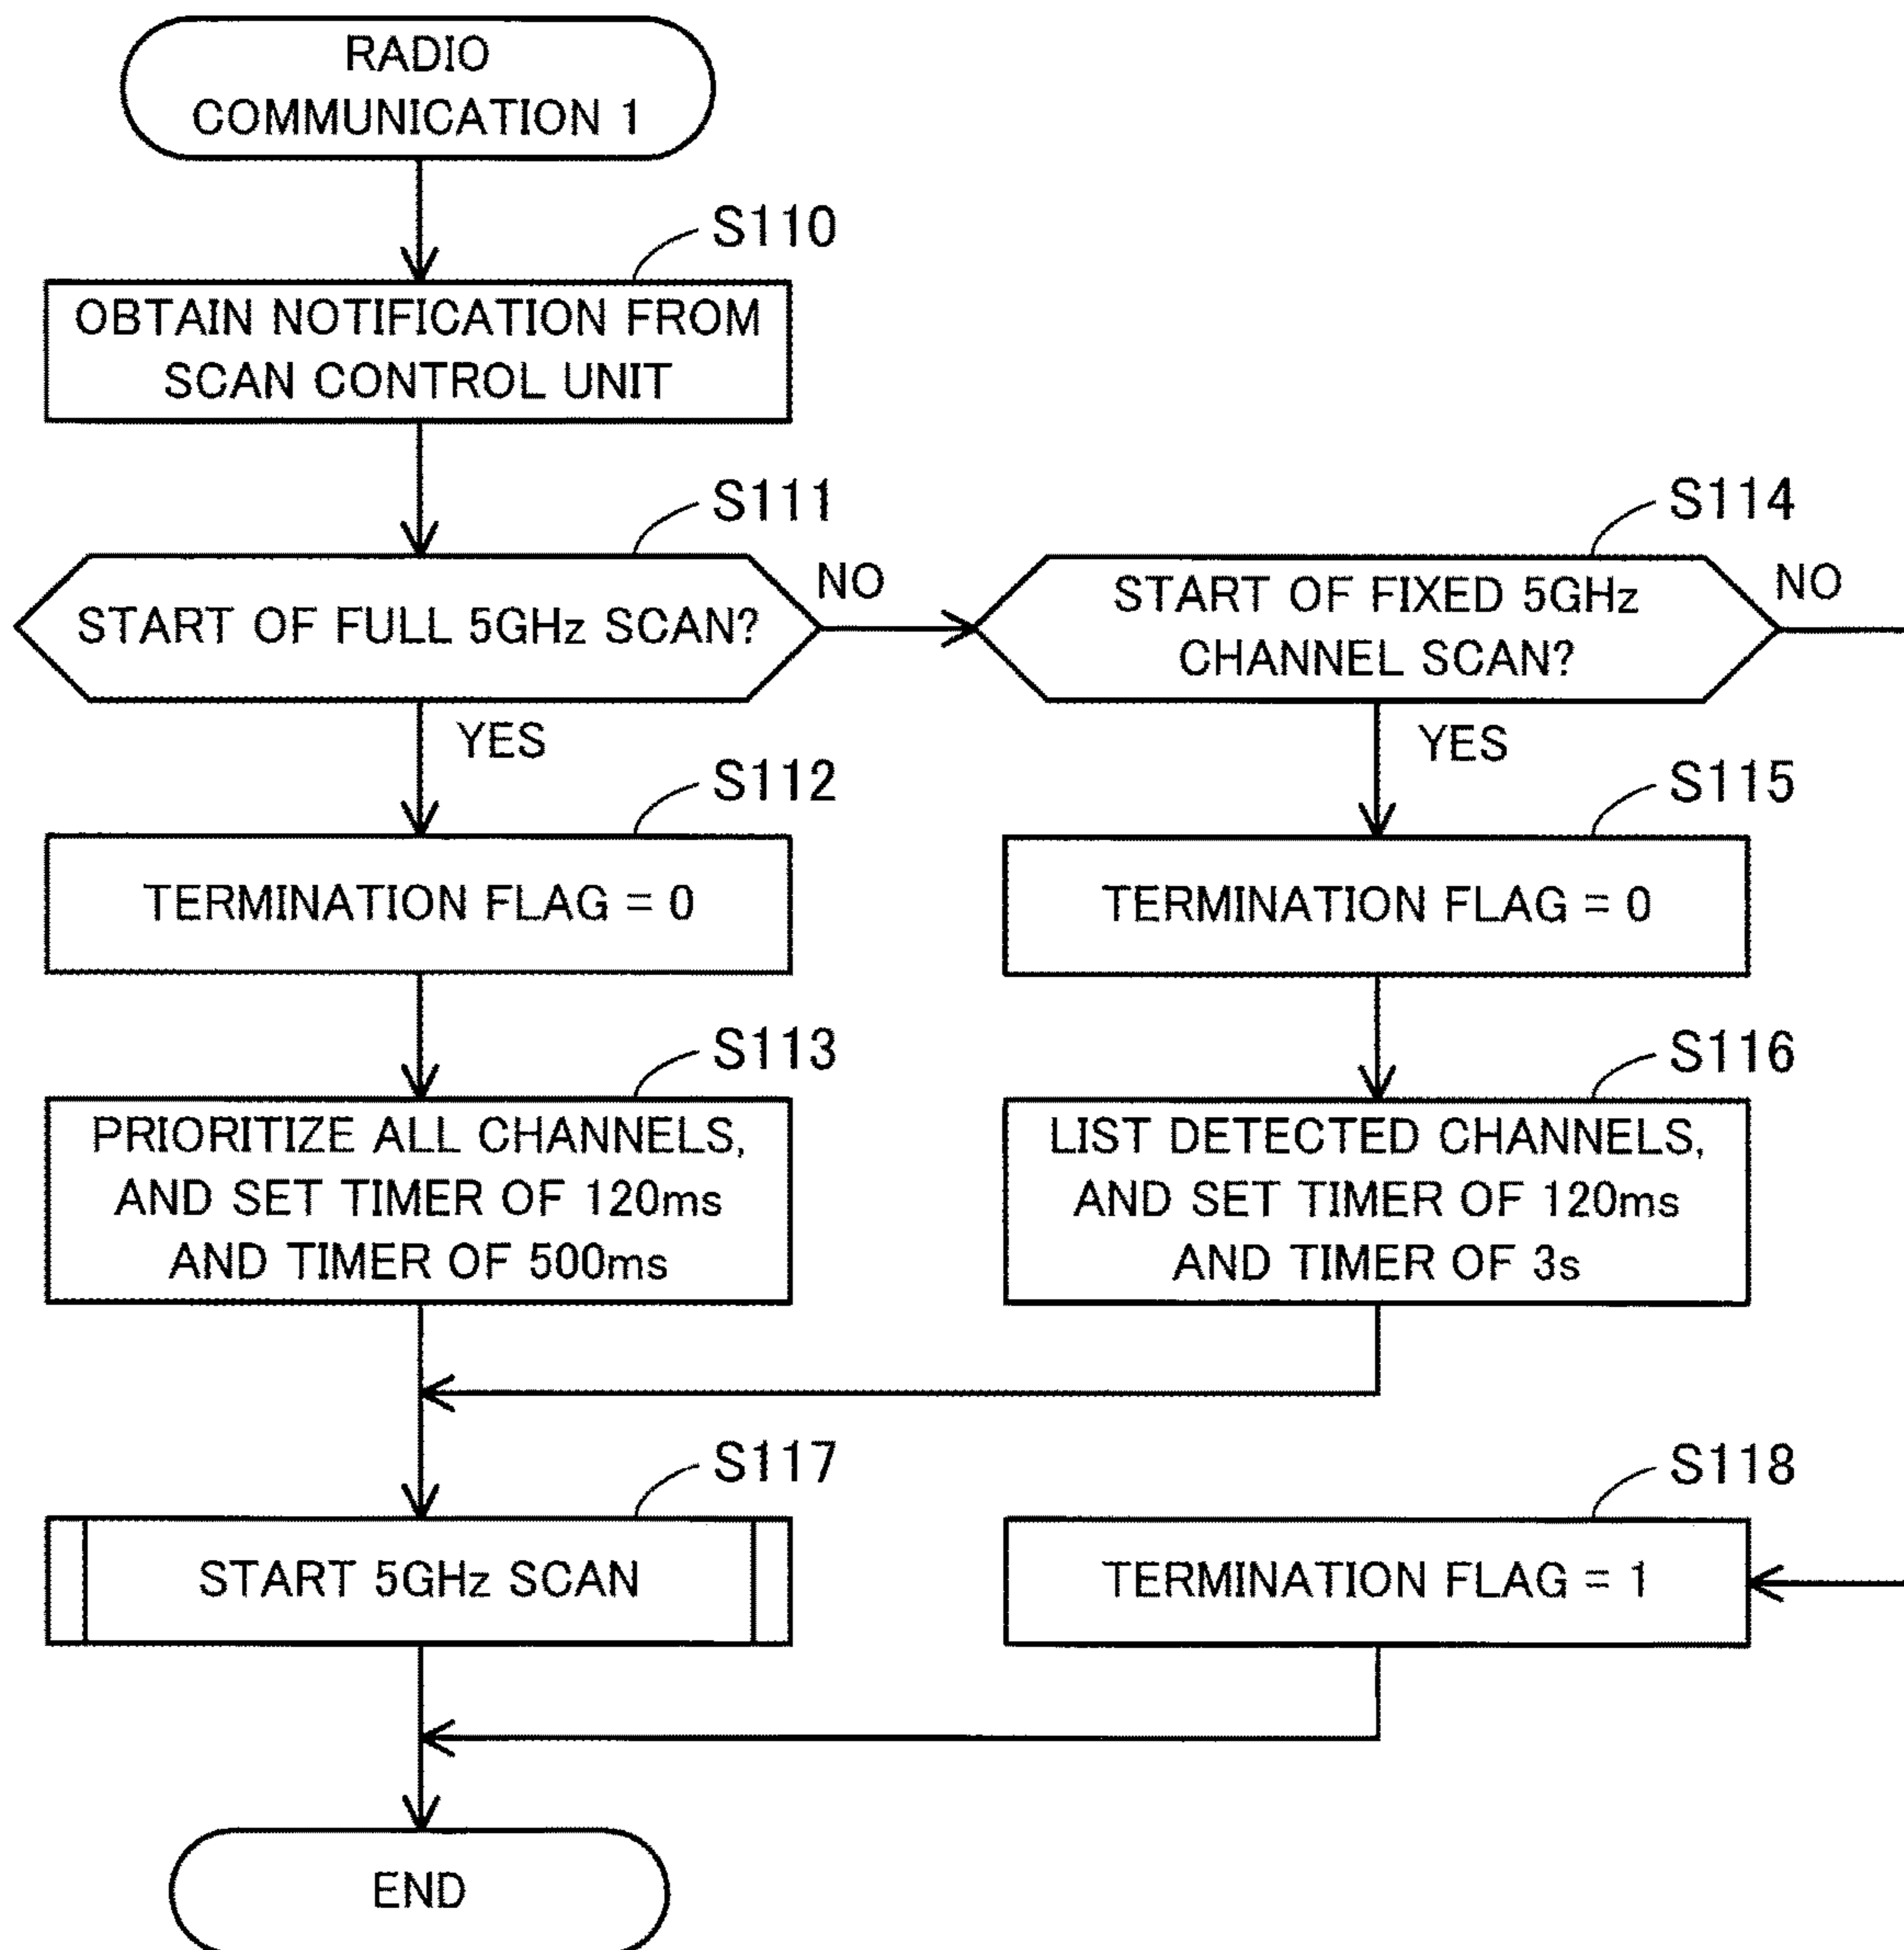 RADIO
COMMUNICATION 1
S110
OBTAIN NOTIFICATION FROM
SCAN CONTROL UNIT
S111
START OF FULL 5GHz SCAN?
NO
YES
S114
START OF FIXED 5GHz
CHANNEL SCAN?
NO
YES
S112
TERMINATION FLAG = 0
S115
TERMINATION FLAG = 0
S113
PRIORITIZE ALL CHANNELS,
AND SET TIMER OF 120ms
AND TIMER OF 500ms
S116
LIST DETECTED CHANNELS,
AND SET TIMER OF 120ms
AND TIMER OF 3s
S117
START 5GHz SCAN
S118
TERMINATION FLAG = 1
END